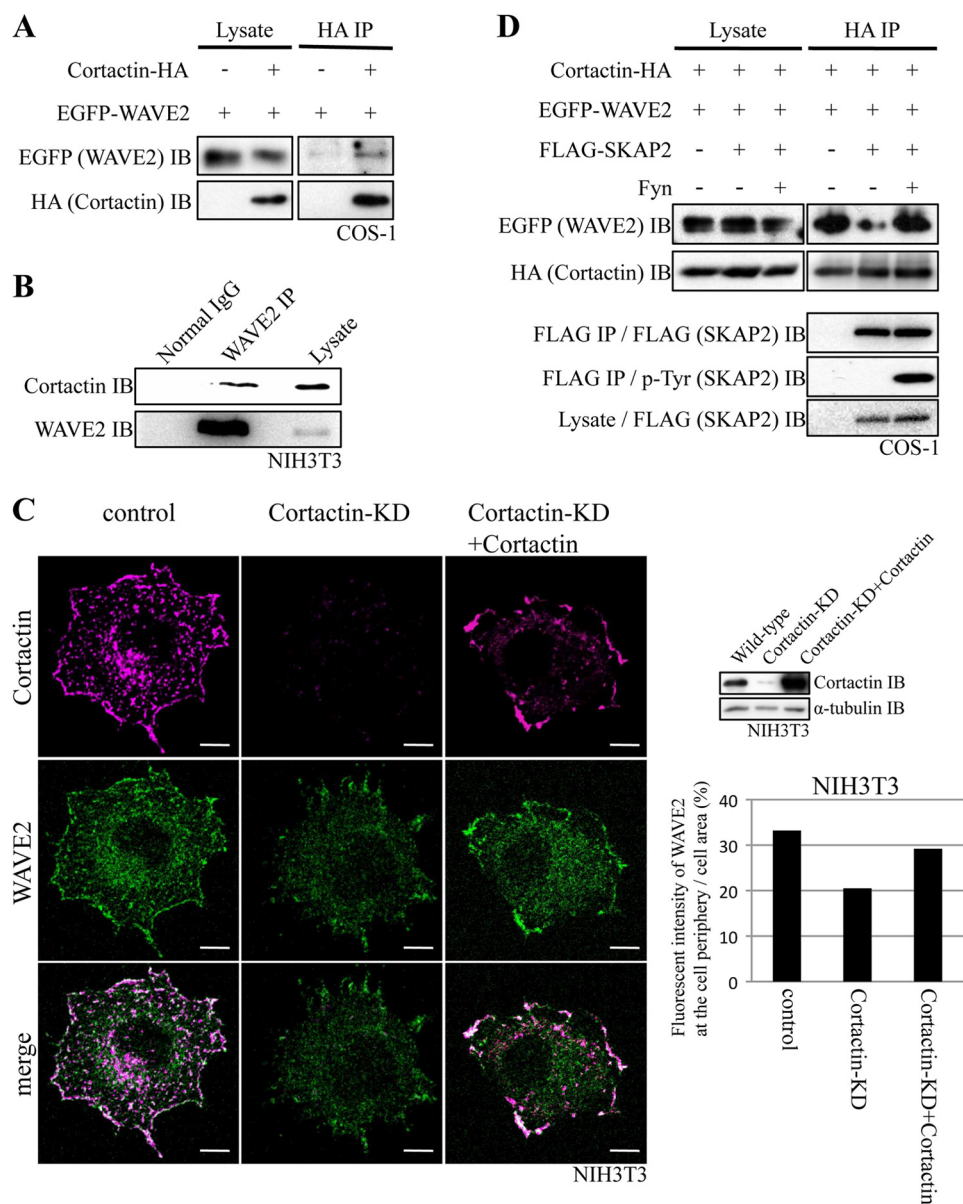 A
Lysate HA IP
Cortactin-HA - + - +
EGFP-WAVE2 + + + +
EGFP (WAVE2) IB
HA (Cortactin) IB
COS-1
B
Normal IgG
WAVE2 IP
Lysate
Cortactin IB
WAVE2 IB
NIH3T3
D
Lysate HA IP
Cortactin-HA + + + + + +
EGFP-WAVE2 + + + + + +
FLAG-SKAP2 - + + - + +
Fyn - - + - - +
EGFP (WAVE2) IB
HA (Cortactin) IB
FLAG IP / FLAG (SKAP2) IB
FLAG IP / p-Tyr (SKAP2) IB
Lysate / FLAG (SKAP2) IB
COS-1
C
control Cortactin-KD Cortactin-KD
+Cortactin
Cortactin
WAVE2
merge
NIH3T3
Wild-type
Cortactin-KD
Cortactin-KD+Cortactin
Cortactin IB
α-tubulin IB
NIH3T3
NIH3T3
Fluorescent intensity of WAVE2
at the cell periphery / cell area (%)
40
30
20
10
0
control
Cortactin-KD
Cortactin-KD+Cortactin